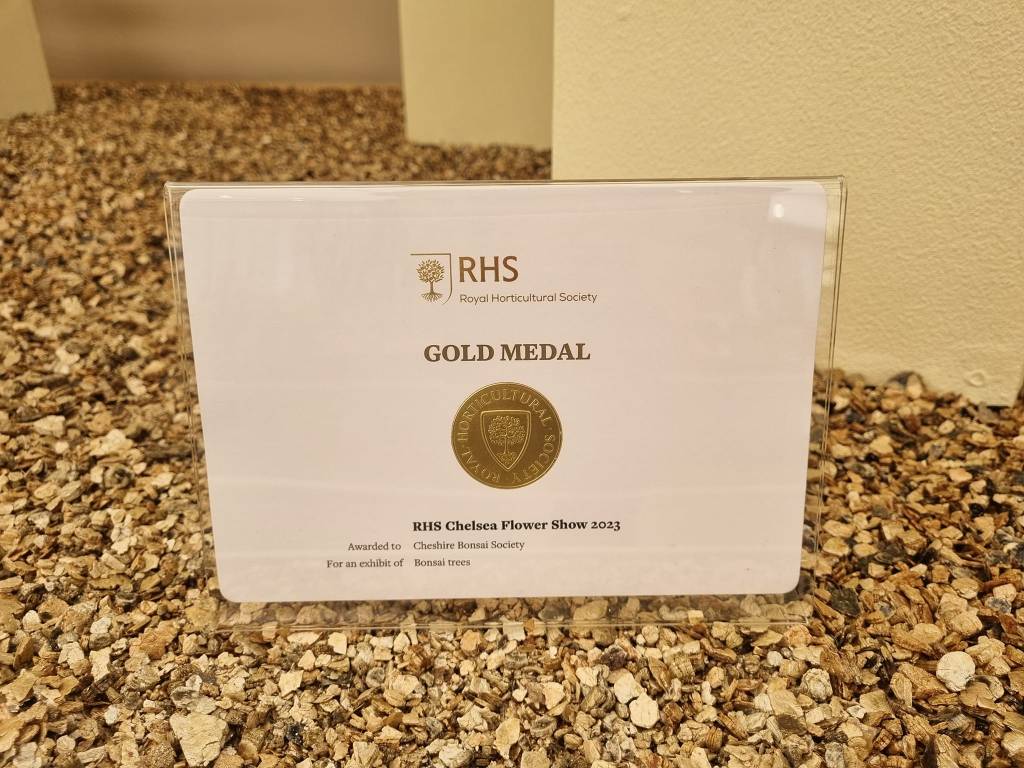 RHS
Royal Horticultural Society
GOLD MEDAL
ROYAL · HORTICULTURAL · SOCIETY ·
RHS Chelsea Flower Show 2023
Awarded to Cheshire Bonsai Society
For an exhibit of Bonsai trees